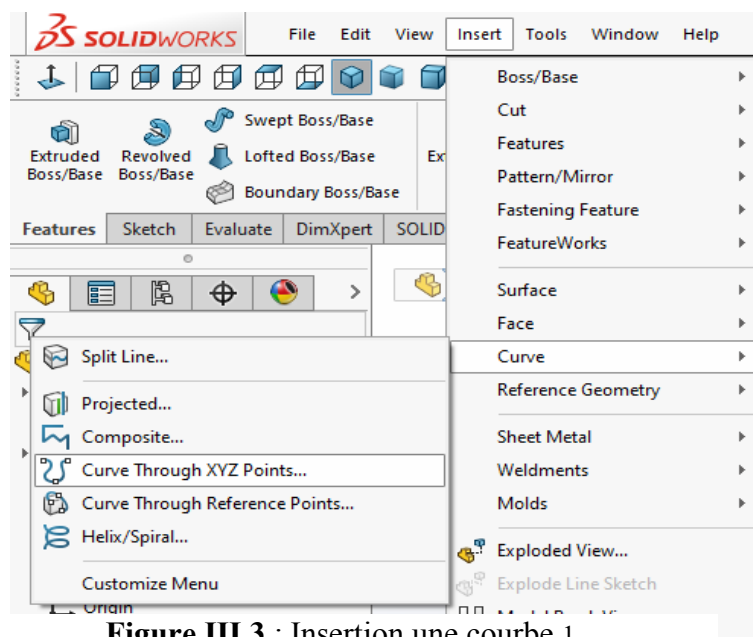 SOLIDWORKS File Edit View Insert Tools Window Help
Boss/Base
Cut
Features
Pattern/Mirror
Fastening Feature
FeatureWorks
Surface
Face
Curve
Reference Geometry
Sheet Metal
Weldments
Molds
Exploded View...
Explode Line Sketch
Extruded
Boss/Base
Revolved
Boss/Base
Swept Boss/Base
Lofted Boss/Base
Boundary Boss/Base
Ex
Features Sketch Evaluate DimXpert SOLID
Split Line...
Projected...
Composite...
Curve Through XYZ Points...
Curve Through Reference Points...
Helix/Spiral...
Customize Menu
Origin
Figure III.3 : Insertion une courbe 1